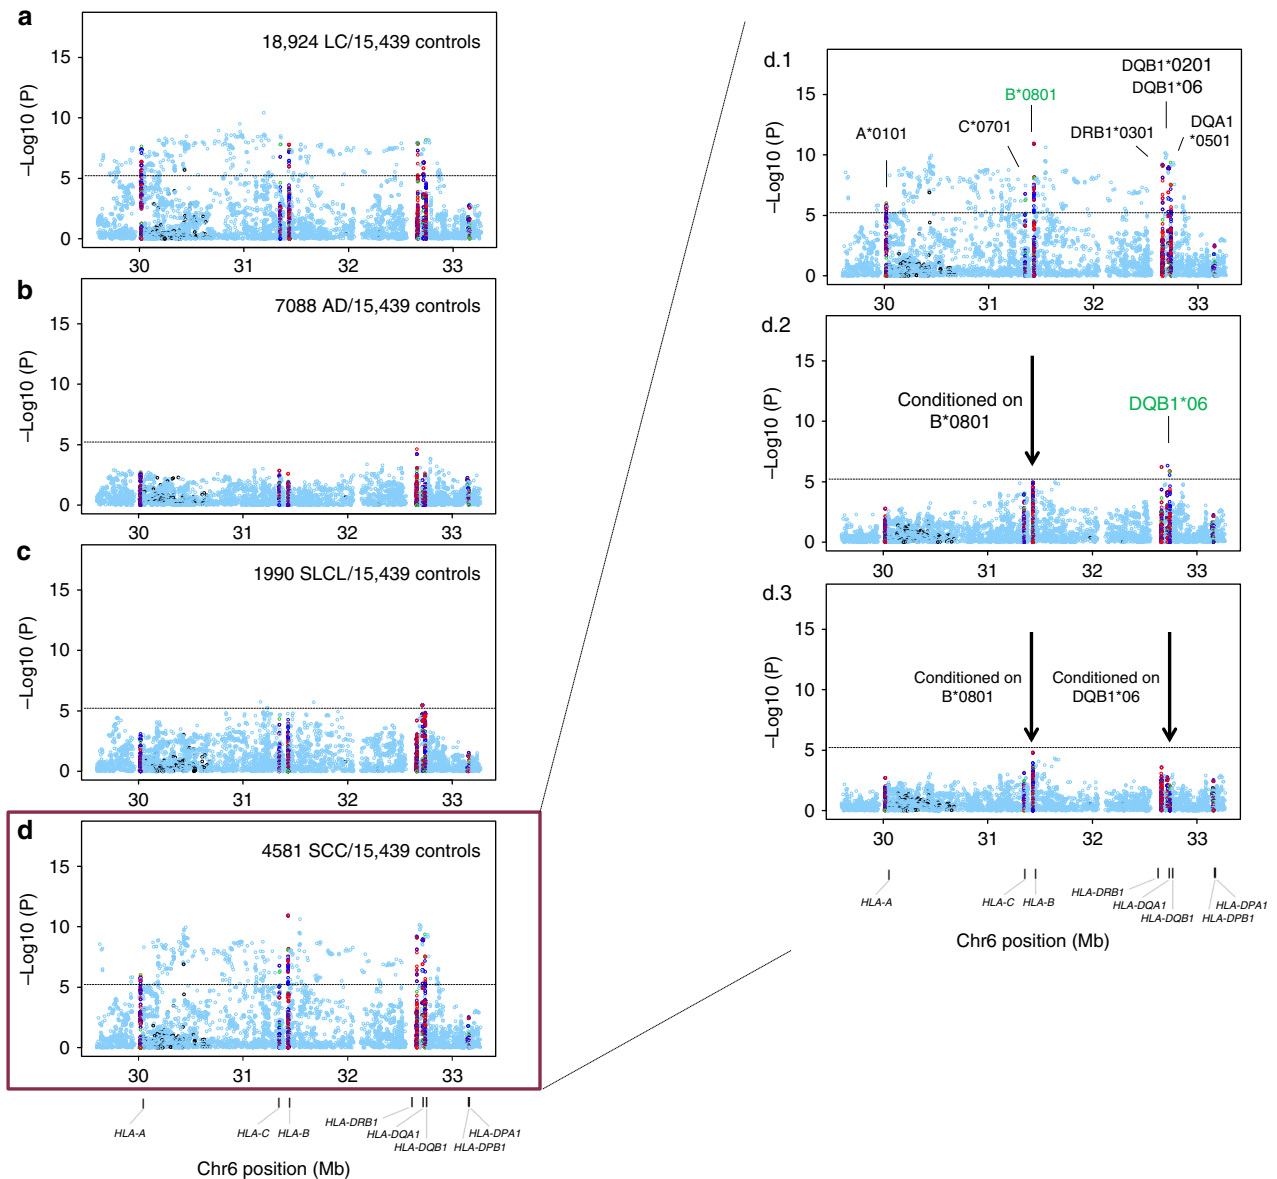 a
18,924 LC/15,439 controls
–Log10 (P)
15
10
5
0
30
31
32
33
b
7088 AD/15,439 controls
–Log10 (P)
15
10
5
0
30
31
32
33
c
1990 SLCL/15,439 controls
–Log10 (P)
15
10
5
0
30
31
32
33
d
4581 SCC/15,439 controls
–Log10 (P)
15
10
5
0
30
31
32
33
HLA-A
HLA-C
HLA-B
HLA-DRB1
HLA-DQA1
HLA-DQB1
HLA-DPA1
HLA-DPB1
Chr6 position (Mb)
d.1
–Log10 (P)
15
10
5
0
A*0101
C*0701
B*0801
DRB1*0301
DQB1*0201
DQB1*06
DQA1
*0501
30
31
32
33
d.2
–Log10 (P)
15
10
5
0
Conditioned on
B*0801
DQB1*06
30
31
32
33
d.3
–Log10 (P)
15
10
5
0
Conditioned on
B*0801
Conditioned on
DQB1*06
30
31
32
33
HLA-A
HLA-C
HLA-B
HLA-DRB1
HLA-DQA1
HLA-DQB1
HLA-DPA1
HLA-DPB1
Chr6 position (Mb)